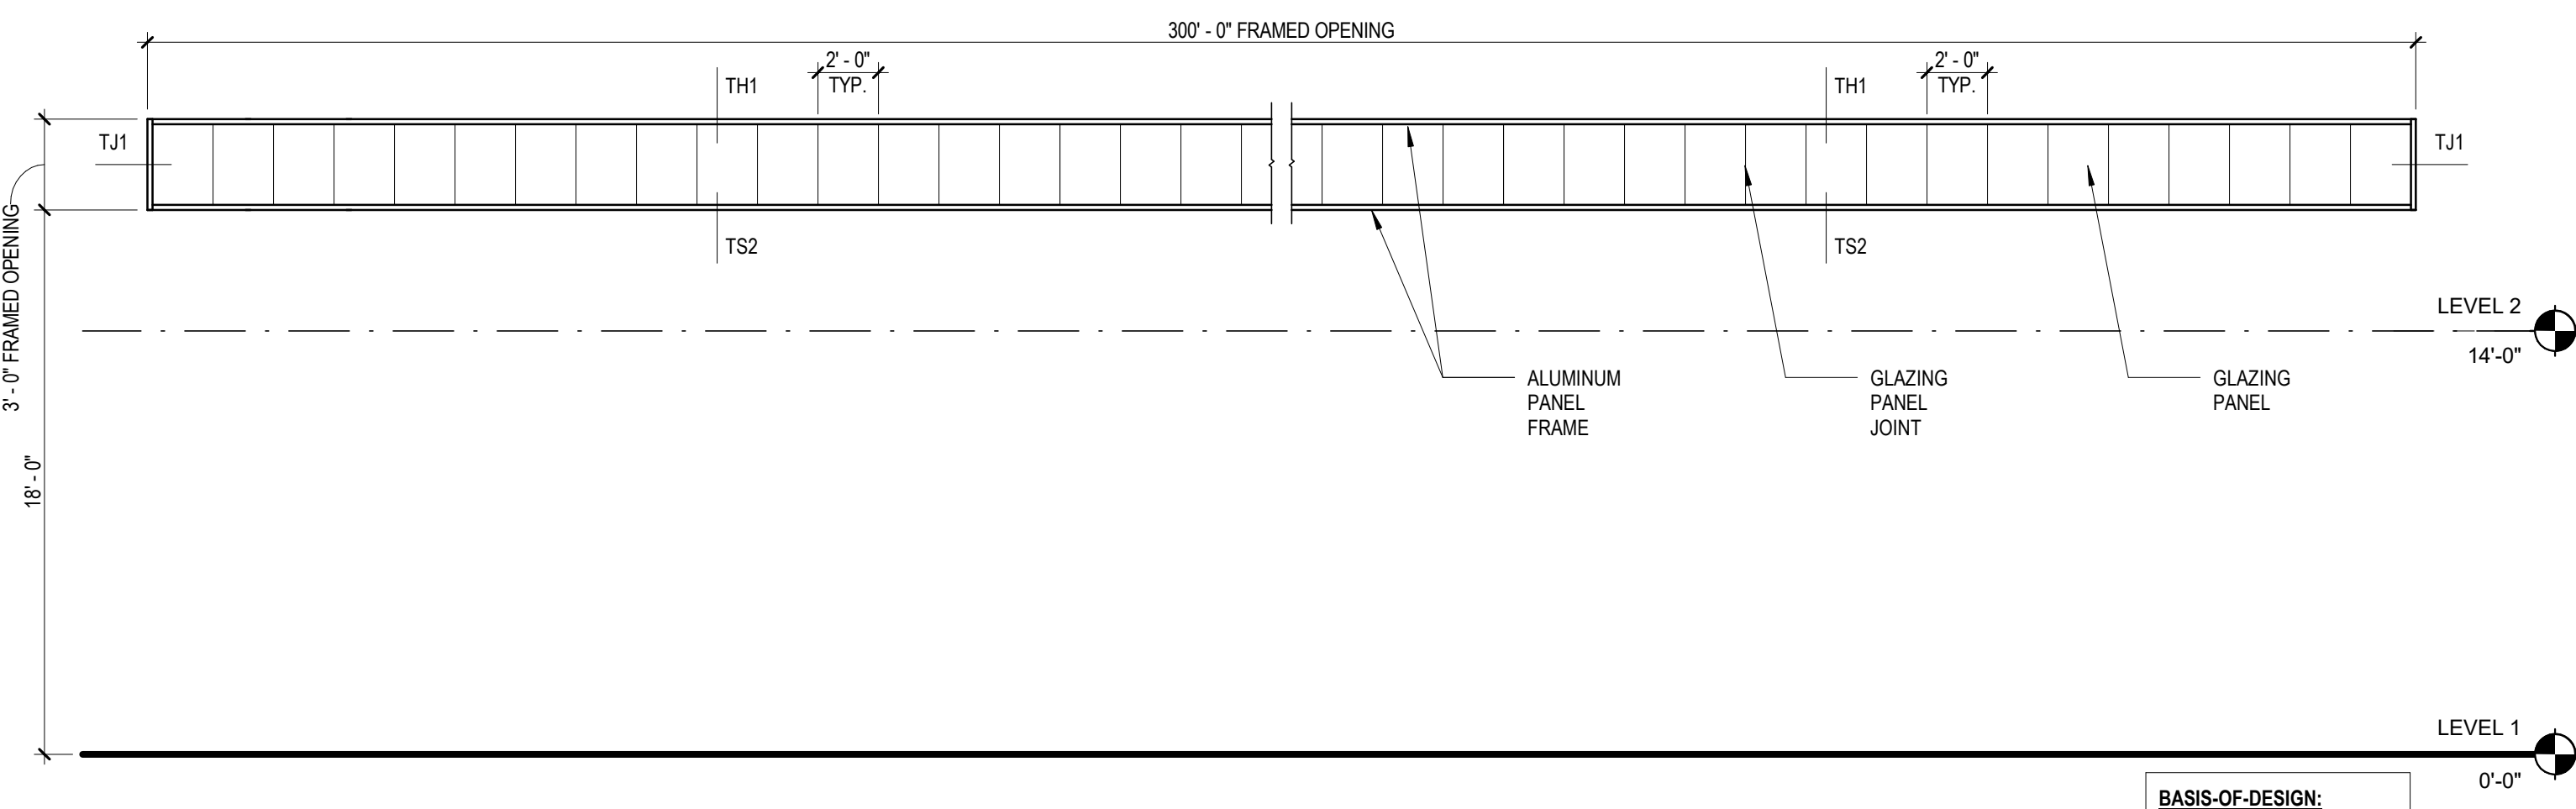 300' - 0" FRAMED OPENING
2' - 0"
TYP.
2' - 0"
TYP.
TH1
TH1
TJ1
TJ1
TS2
TS2
3' - 0" FRAMED OPENING
LEVEL 2
14'-0"
ALUMINUM
PANEL
FRAME
GLAZING
PANEL
JOINT
GLAZING
PANEL
18' - 0"
LEVEL 1
0'-0"
BASIS-OF-DESIGN: